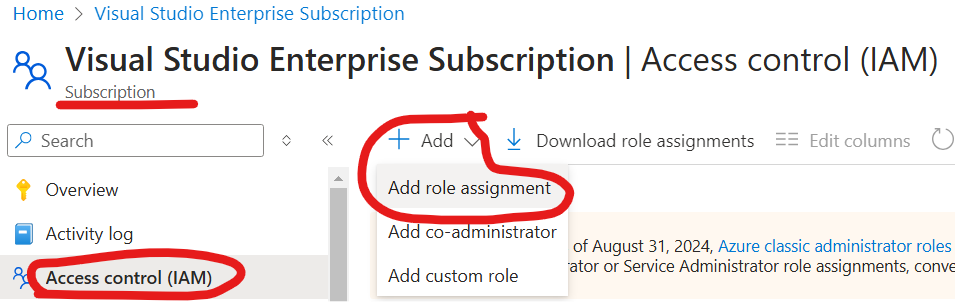 Home > Visual Studio Enterprise Subscription
Visual Studio Enterprise Subscription | Access control (IAM)
Subscription
Search
Add
Download role assignments
Edit columns
Overview
Add role assignment
Activity log
Add co-administrator
of August 31, 2024, Azure classic administrator roles
rator or Service Administrator role assignments, conve
Access control (IAM)
Add custom role